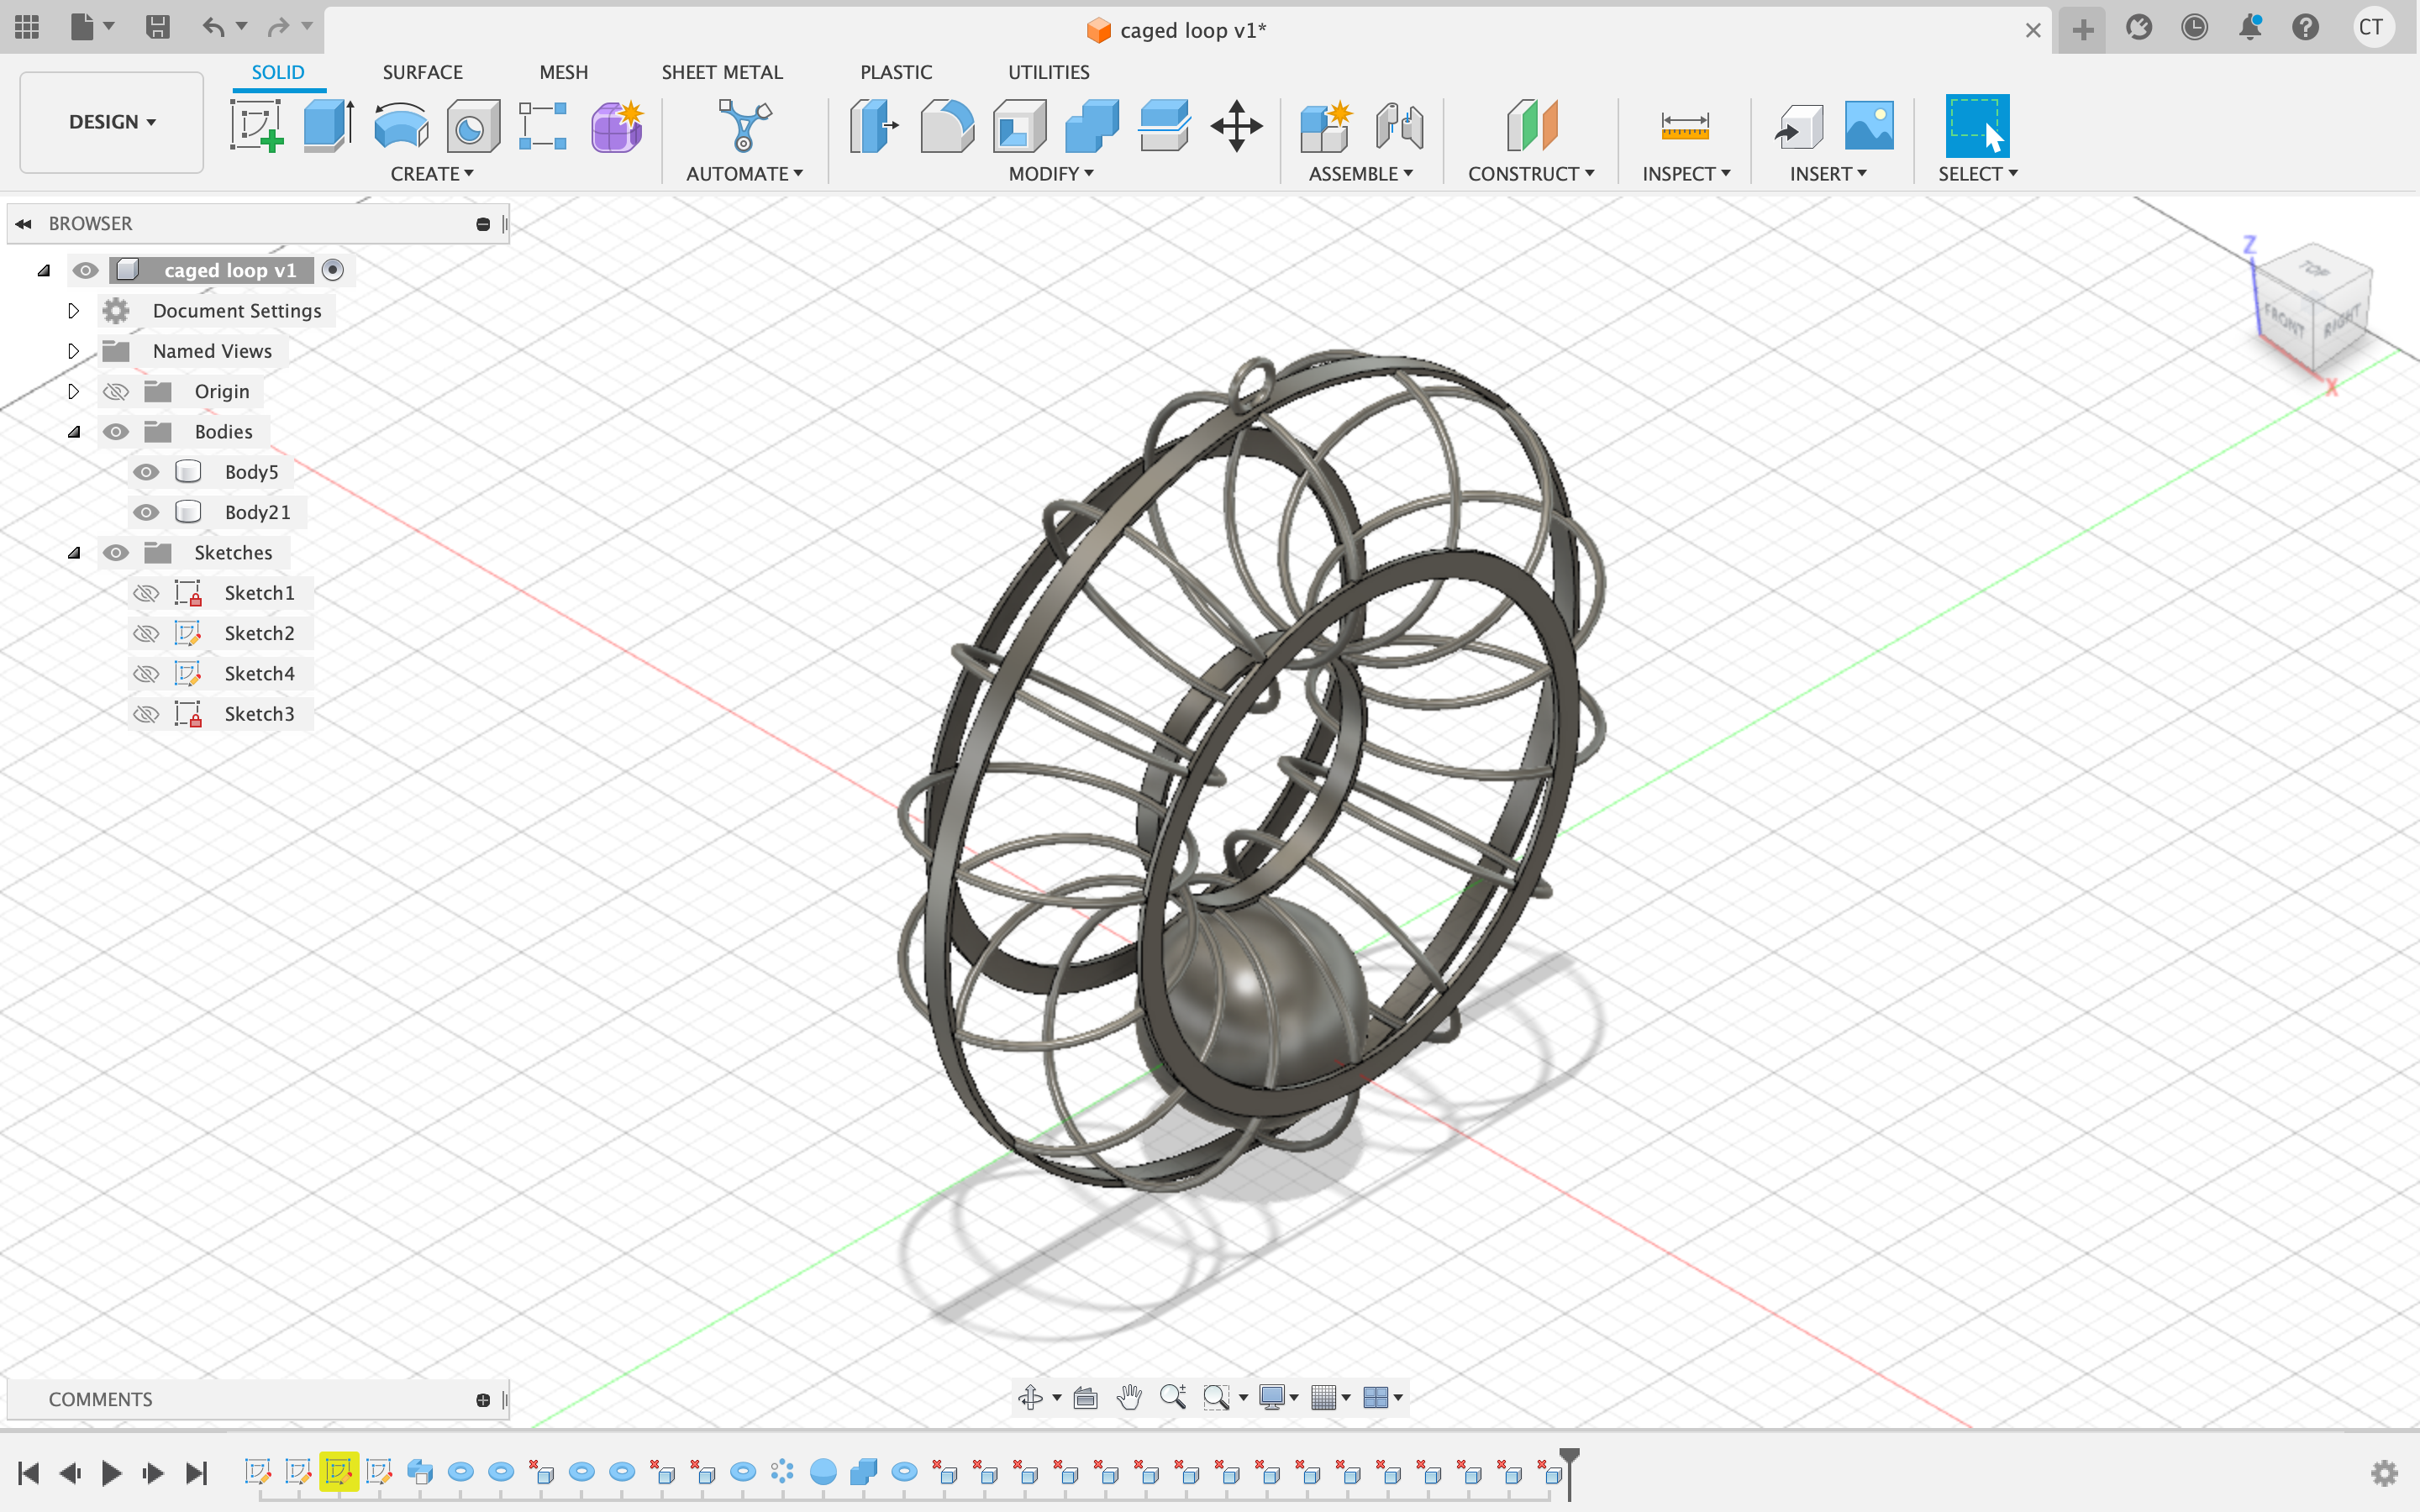 caged loop v1*
CT
DESIGN
SOLID
SURFACE
MESH
SHEET METAL
PLASTIC
UTILITIES
CREATE
AUTOMATE
MODIFY
ASSEMBLE
CONSTRUCT
INSPECT
INSERT
SELECT
BROWSER
caged loop v1
Document Settings
Named Views
Origin
Bodies
Body5
Body21
Sketches
Sketch1
Sketch2
Sketch4
Sketch3
Z
TOP
FRONT
RIGHT
X
COMMENTS